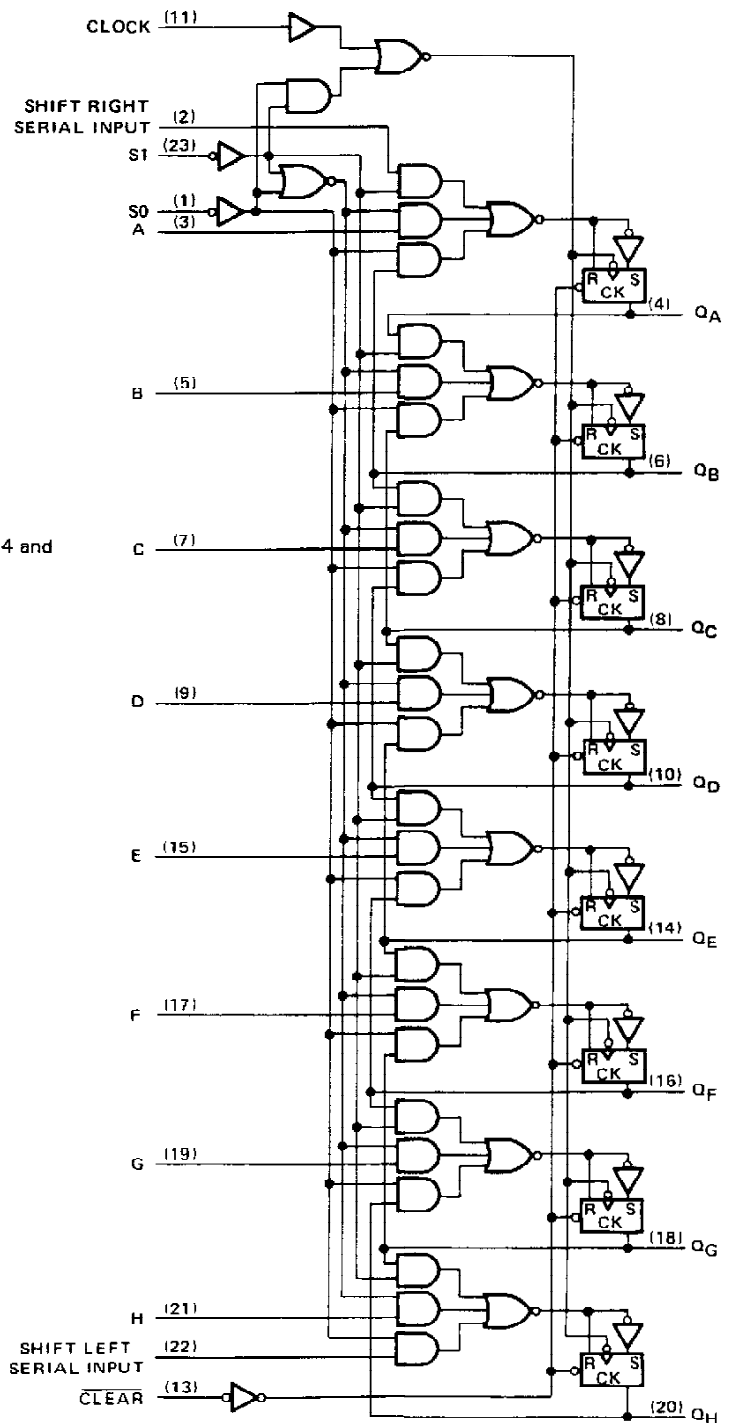 CLOCK (11)
SHIFT RIGHT
SERIAL INPUT (2)
S1 (23)
S0 (1)
A (3)
R S
CK
(4) QA
B (5)
R S
CK
(6) QB
4 and
C (7)
R S
CK
(8) QC
D (9)
R S
CK
(10) QD
E (15)
R S
CK
(14) QE
F (17)
R S
CK
(16) QF
G (19)
R S
CK
(18) QG
H (21)
SHIFT LEFT
SERIAL INPUT (22)
R S
CK
CLEAR (13)
(20) QH